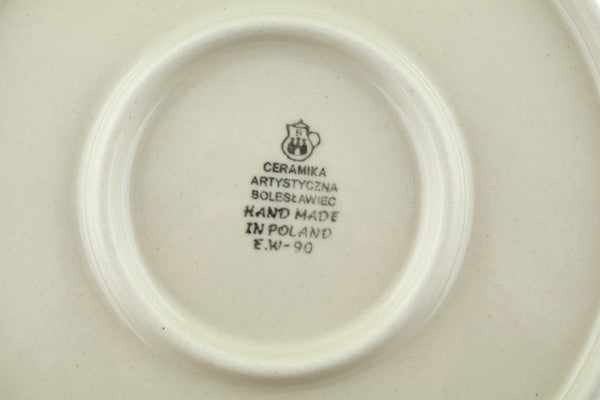 CERAMIKA
ARTYSTYCZNA
BOLESŁAWIEC
HAND MADE
IN POLAND
E.W-90